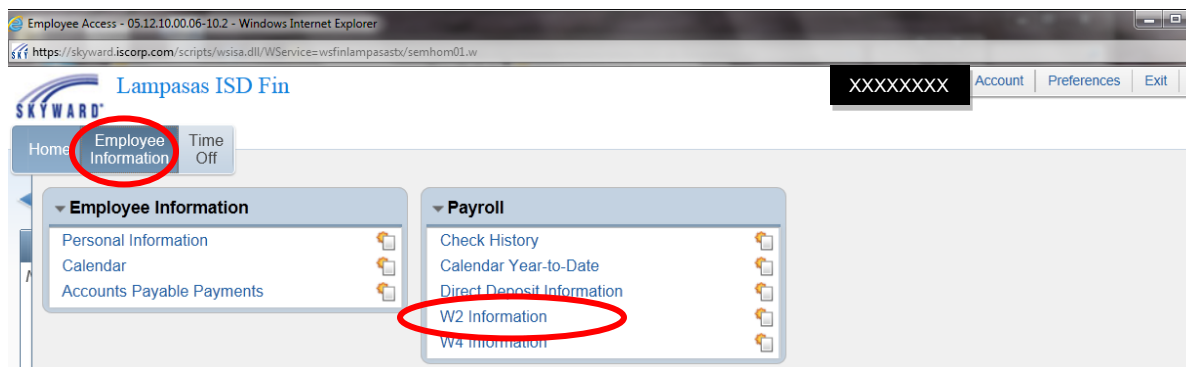 Employee Access - 05.12.10.00.06-10.2 - Windows Internet Explorer
https://skyward.iscorp.com/scripts/wsisa.dll/WService=wsfinlampasastx/semhom01.w
SKYWARD
Lampasas ISD Fin
XXXXXXXX
Account
Preferences
Exit
Home
Employee
Information
Time
Off
Employee Information
Personal Information
Calendar
Accounts Payable Payments
Payroll
Check History
Calendar Year-to-Date
Direct Deposit Information
W2 Information
W4 Information